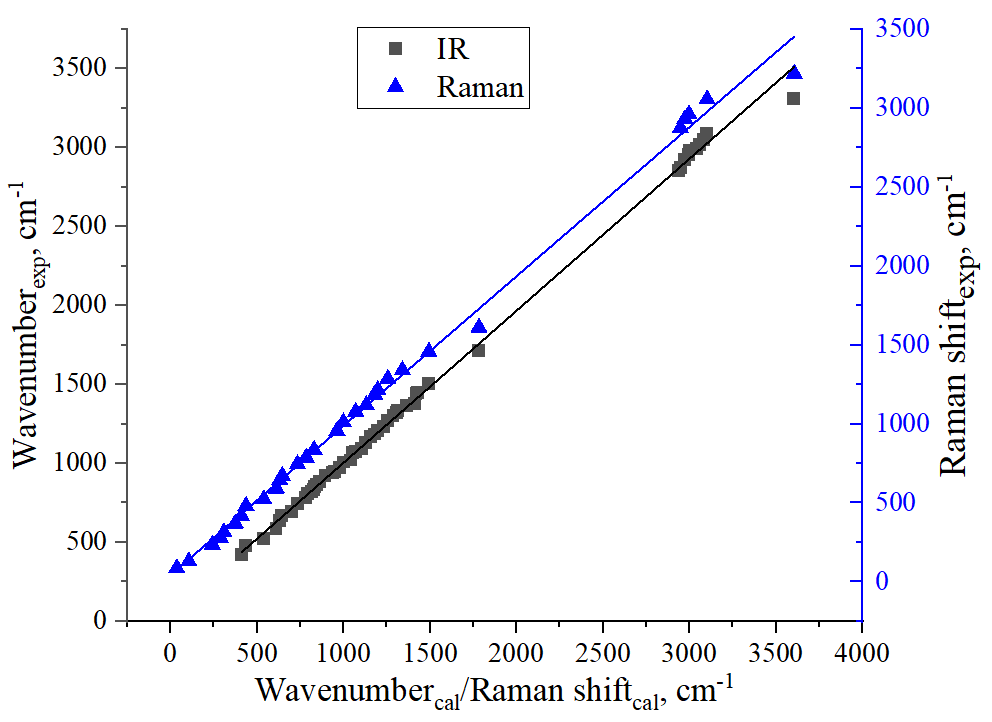 IR
Raman
3500
3000
2500
2000
1500
1000
500
0
Wavenumber_exp, cm^-1
3500
3000
2500
2000
1500
1000
500
0
Raman shift_exp, cm^-1
0 500 1000 1500 2000 2500 3000 3500 4000
Wavenumber_cal/Raman shift_cal, cm^-1